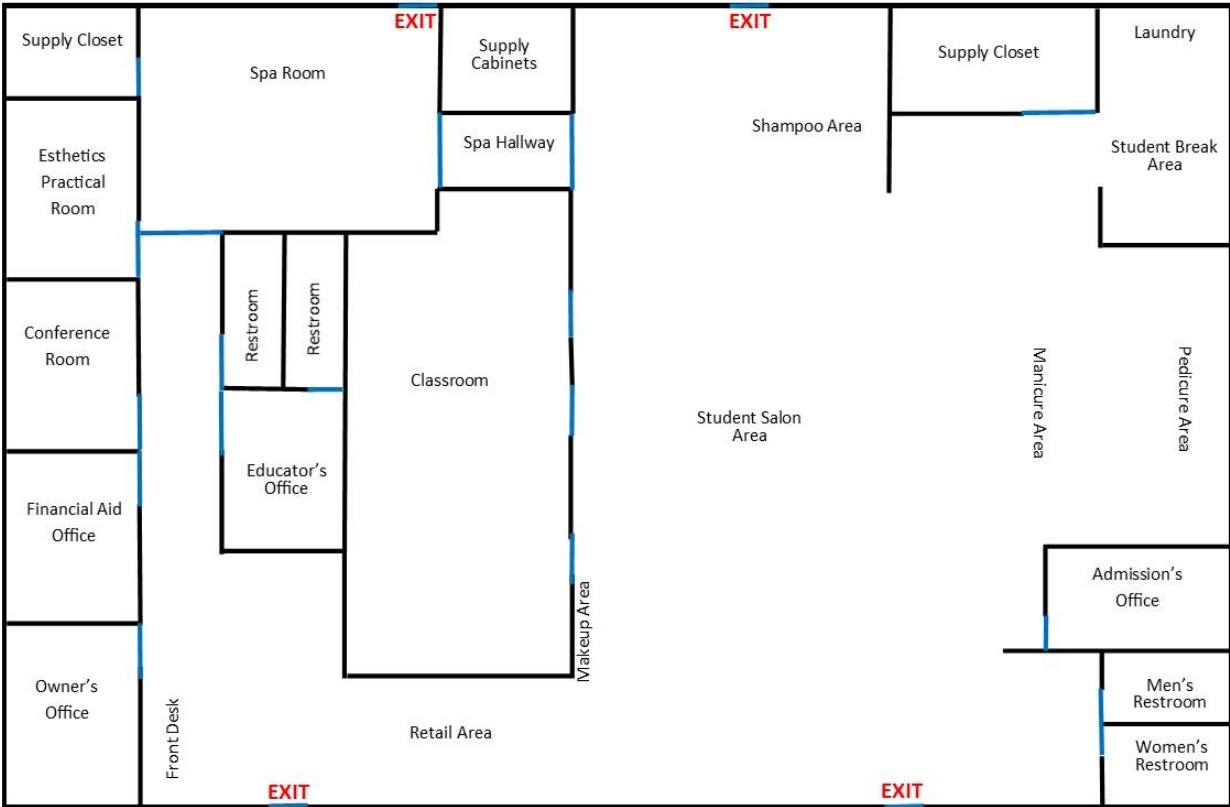 EXIT
EXIT
Supply Closet
Spa Room
Supply
Cabinets
Supply Closet
Laundry
Shampoo Area
Spa Hallway
Student Break
Area
Esthetics
Practical
Room
Restroom
Restroom
Conference
Room
Classroom
Student Salon
Area
Manicure Area
Pedicure Area
Educator's
Office
Financial Aid
Office
Admission's
Office
Makeup Area
Owner's
Office
Front Desk
Retail Area
Men's
Restroom
Women's
Restroom
EXIT
EXIT